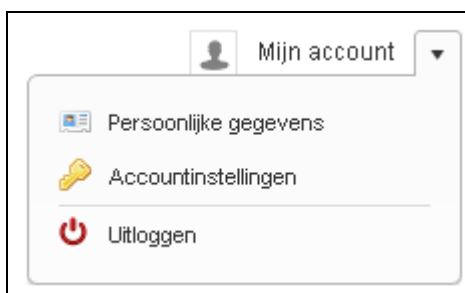 Mijn account
Persoonlijke gegevens
Accountinstellingen
Uitloggen